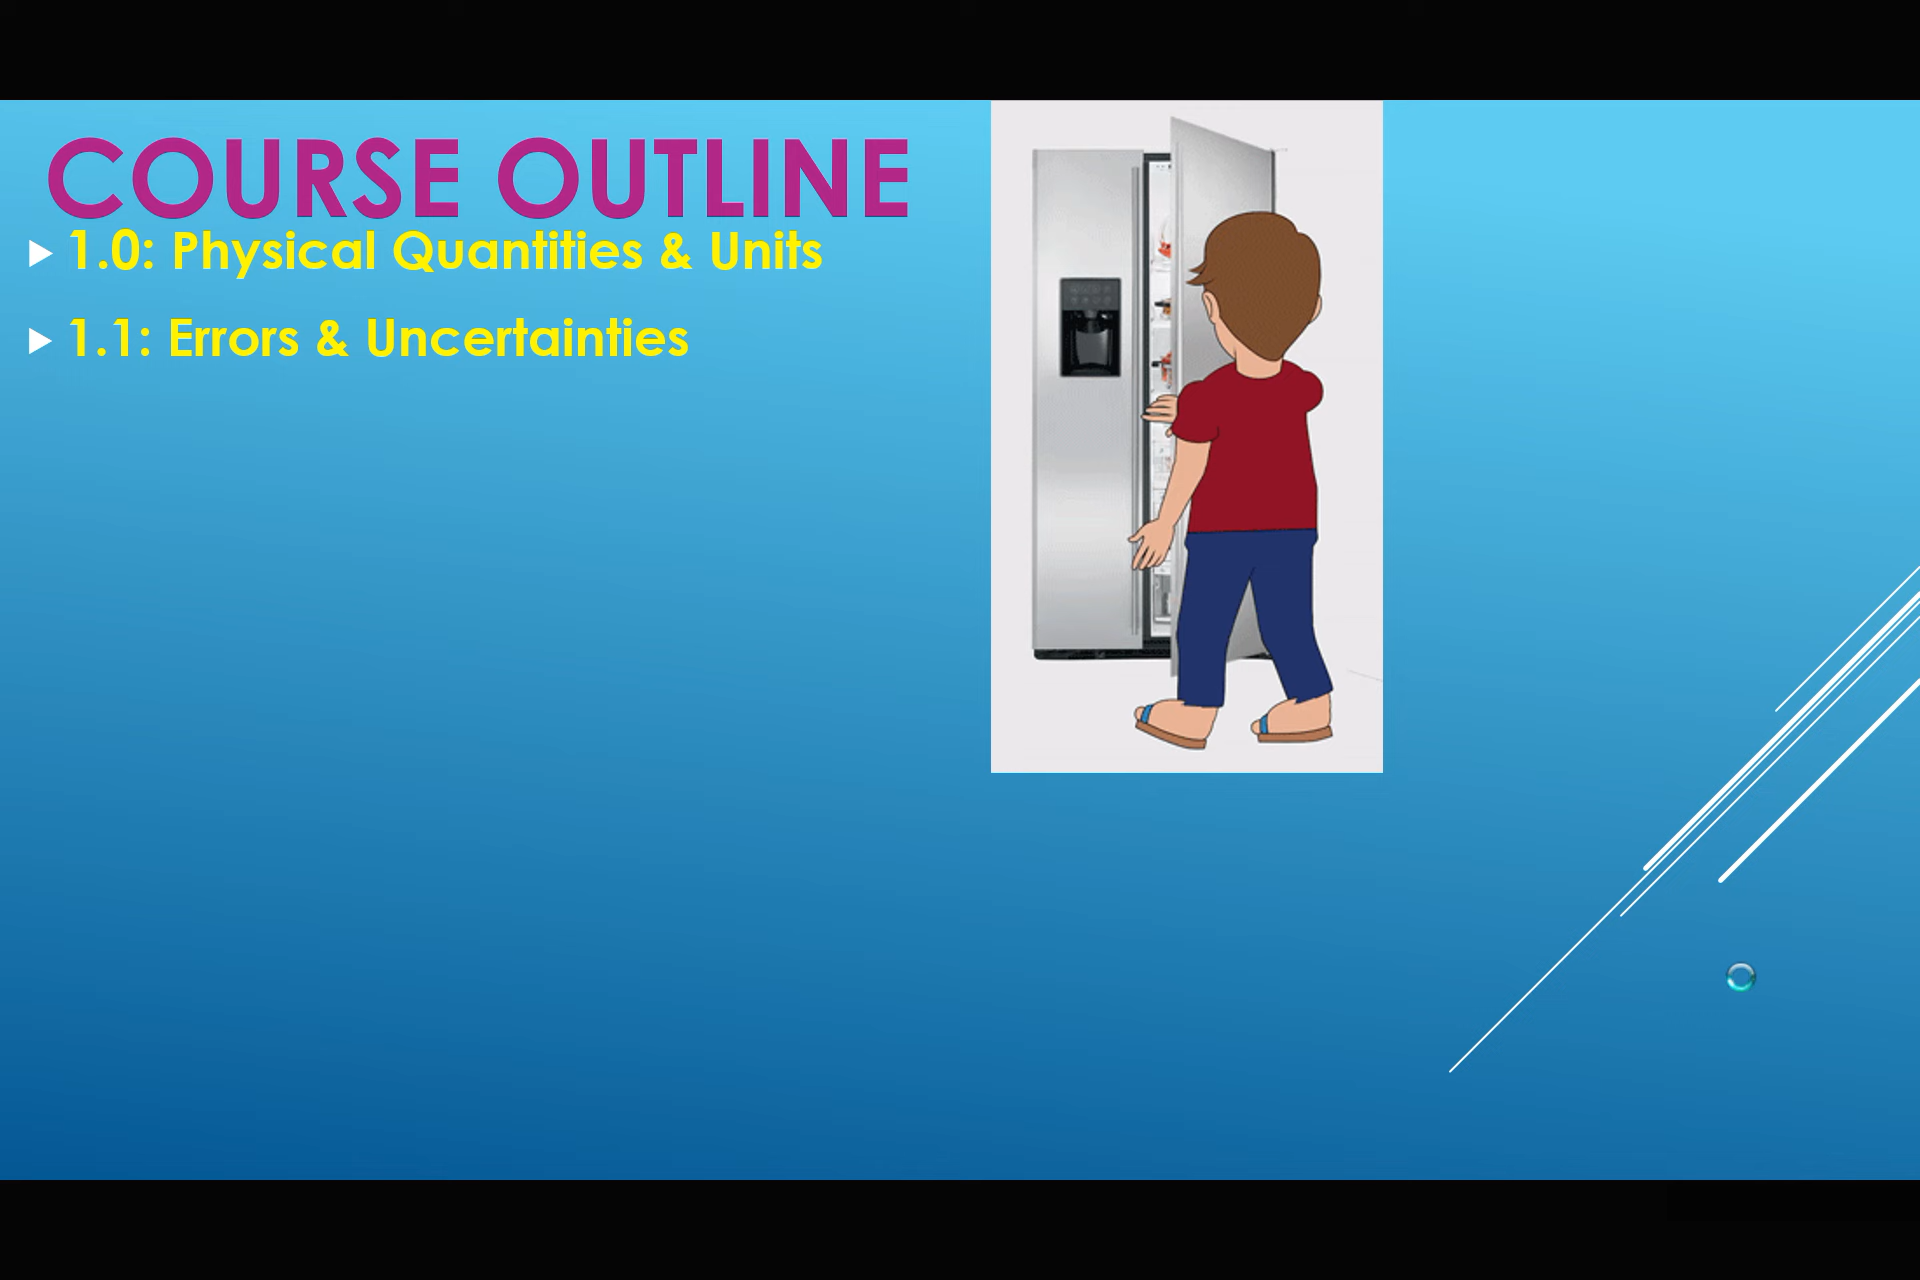 COURSE OUTLINE
1.0: Physical Quantities & Units
1.1: Errors & Uncertainties